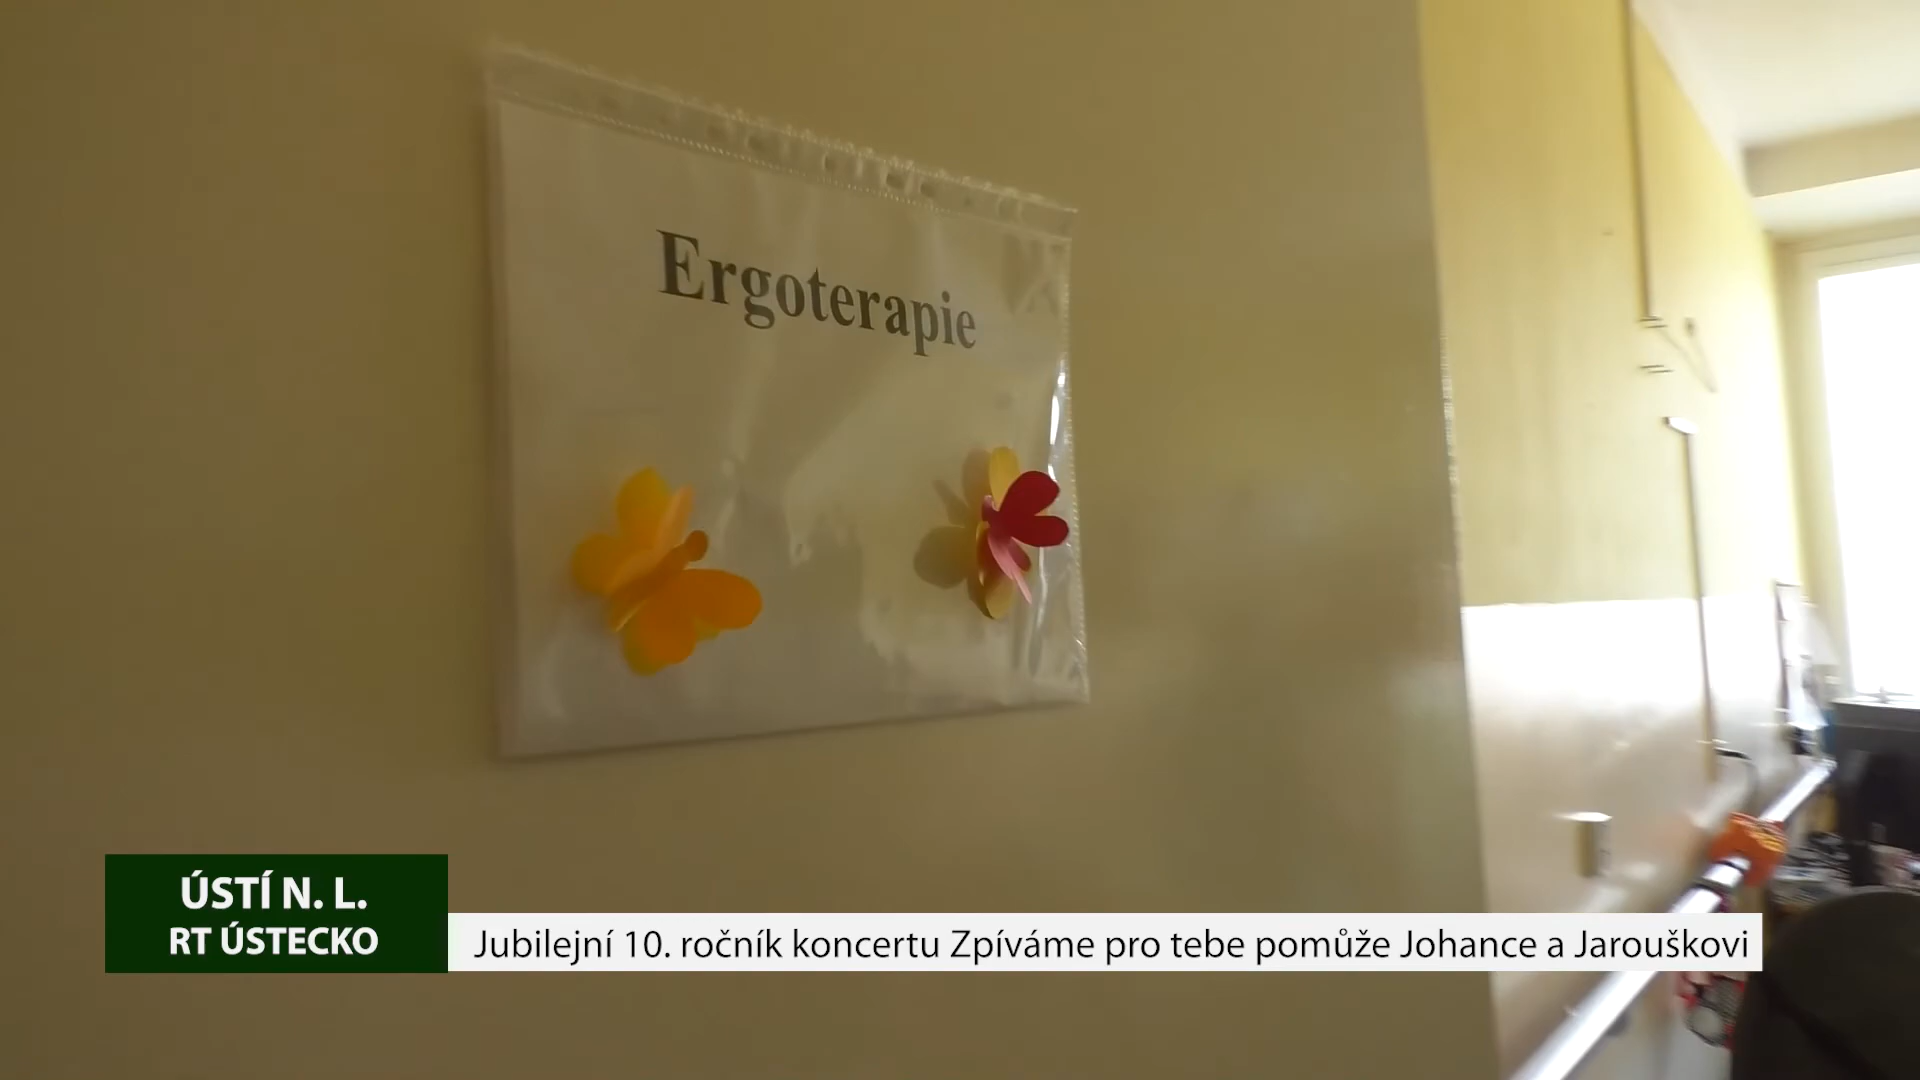 Ergoterapie
ÚSTÍ N. L.
RT ÚSTECKO
Jubilejní 10. ročník koncertu Zpíváme pro tebe pomůže Johance a Jarouškovi